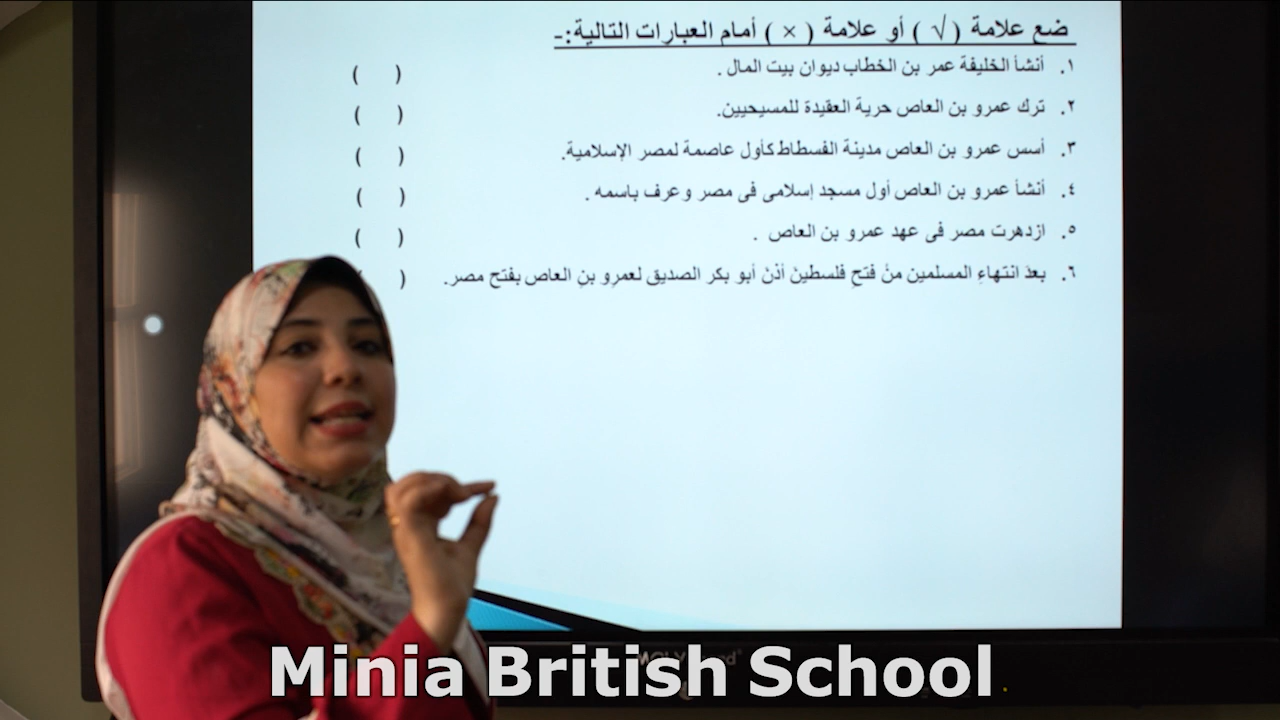 ضع علامة ( √ ) أو علامة ( × ) أمام العبارات التالية:-
١. أنشأ الخليفة عمر بن الخطاب ديوان بيت المال . ( )
٢. ترك عمرو بن العاص حرية العقيدة للمسيحيين. ( )
٣. أسس عمرو بن العاص مدينة الفسطاط كأول عاصمة لمصر الإسلامية. ( )
٤. أنشأ عمرو بن العاص أول مسجد إسلامى فى مصر وعرف باسمه . ( )
٥. ازدهرت مصر فى عهد عمرو بن العاص . ( )
٦. بعدَ انتهاءِ المسلمين منْ فتحِ فلسطينَ أذنَ أبو بكر الصديق لعمرِو بنِ العاص بفتح مصر. ( )
Minia British School